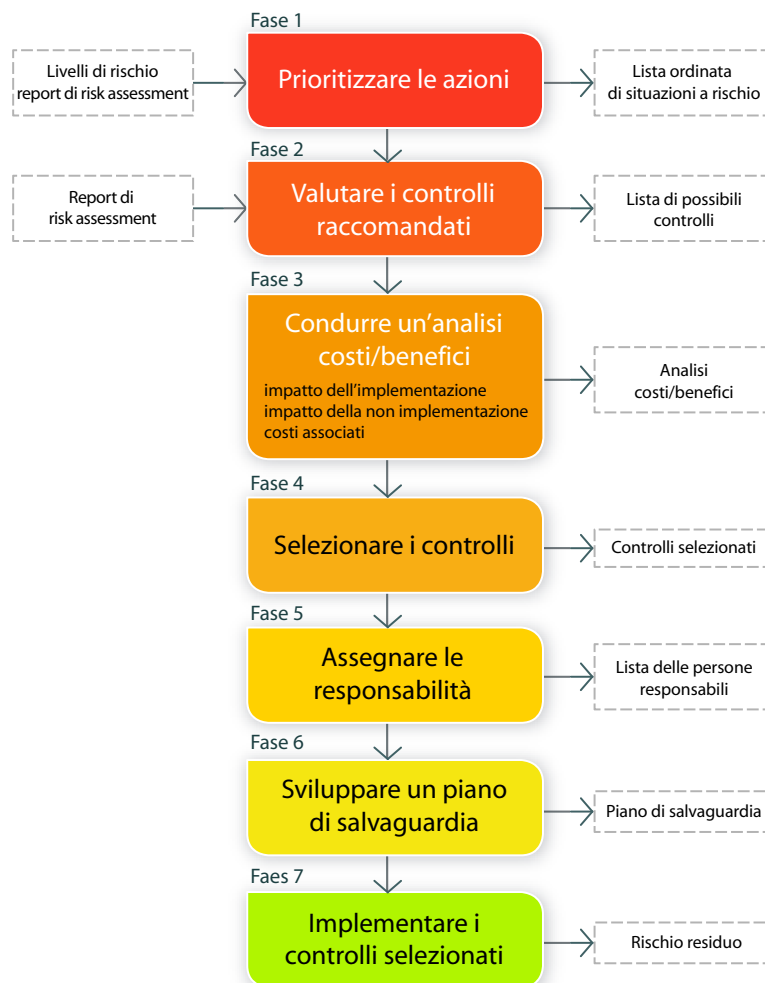 Fase 1
Livelli di rischio
report di risk assessment
Prioritizzare le azioni
Lista ordinata
di situazioni a rischio
Fase 2
Report di
risk assessment
Valutare i controlli
raccomandati
Lista di possibili
controlli
Fase 3
Condurre un'analisi
costi/benefici
impatto dell'implementazione
impatto della non implementazione
costi associati
Analisi
costi/benefici
Fase 4
Selezionare i controlli
Controlli selezionati
Fase 5
Assegnare le
responsabilità
Lista delle persone
responsabili
Fase 6
Sviluppare un piano
di salvaguardia
Piano di salvaguardia
Faes 7
Implementare i
controlli selezionati
Rischio residuo